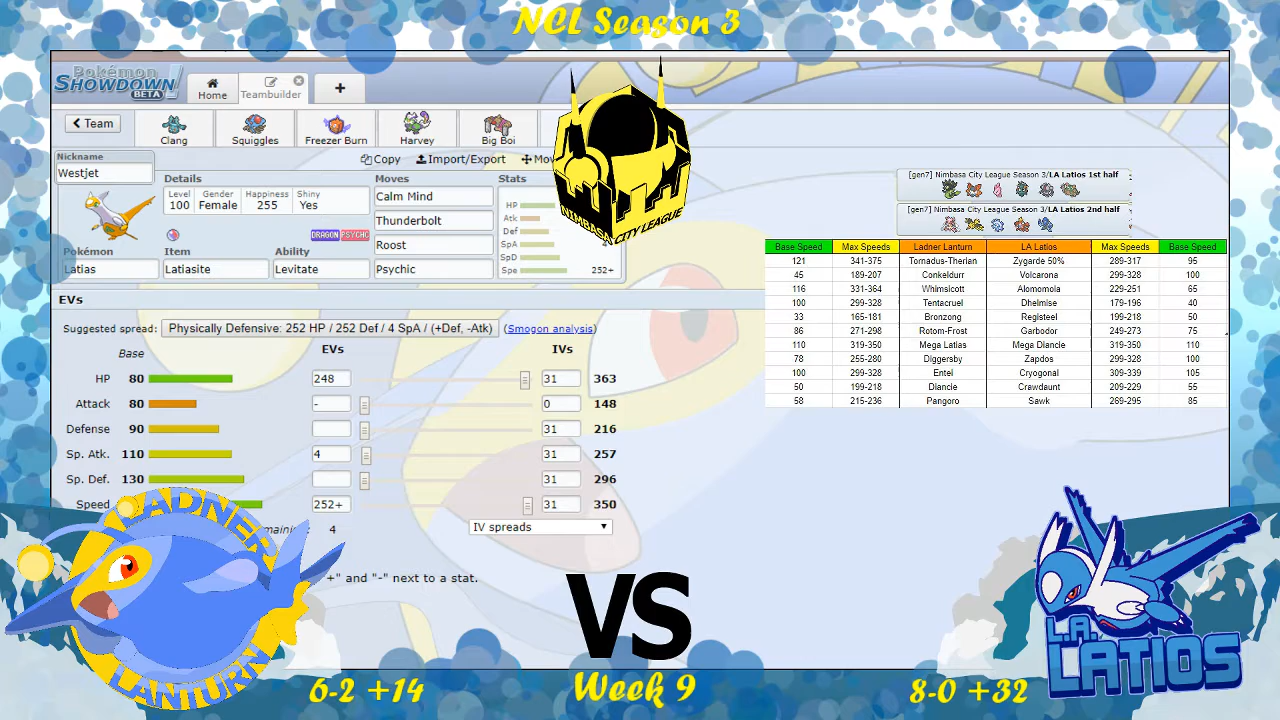 NCL Season 3
Pokémon
SHOWDOWN!
BETA
Home
Teambuilder
+
< Team
Clang
Squiggles
Freezer Burn
Harvey
Big Boi
Nickname
Westjet
Copy
Import/Export
Details
Level
100
Gender
Female
Happiness
255
Shiny
Yes
DRAGON PSYCHC
Pokémon
Latias
Item
Latiasite
Ability
Levitate
Moves
Calm Mind
Thunderbolt
Roost
Psychic
Stats
HP
Atk
Def
SpA
SpD
Spe 252+
NIMBASA CITY LEAGUE
[gen7] Nimbasa City League Season 3/LA Latios 1st half
[gen7] Nimbasa City League Season 3/LA Latios 2nd half
Base Speed Max Speeds Ladner Lanturn LA Latios Max Speeds Base Speed
121 341-375 Tornadus-Therian Zygarde 50% 289-317 95
45 189-207 Conkeldurr Volcarona 299-328 100
116 331-364 Whimsicott Alomomola 229-251 65
100 299-328 Tentacruel Dhelmise 179-196 40
33 165-181 Bronzong Registeel 199-218 50
86 271-298 Rotom-Frost Garbodor 249-273 75
110 319-350 Mega Latias Mega Diancie 319-350 110
78 255-280 Diggersby Zapdos 299-328 100
100 299-328 Entei Cryogonal 309-339 105
50 199-218 Diancie Crawdaunt 209-229 55
58 215-236 Pangoro Sawk 269-295 85
EVs
Suggested spread: Physically Defensive: 252 HP / 252 Def / 4 SpA / (+Def, -Atk) (Smogon analysis)
Base EVs IVs
HP 80 248 31 363
Attack 80 - 0 148
Defense 90 31 216
Sp. Atk. 110 4 31 257
Sp. Def. 130 31 296
Speed 252+ 31 350
4
IV spreads
+" and "-" next to a stat.
LADNER
LANTURN
VS
L.A.
LATIOS
6-2 +14
Week 9
8-0 +32